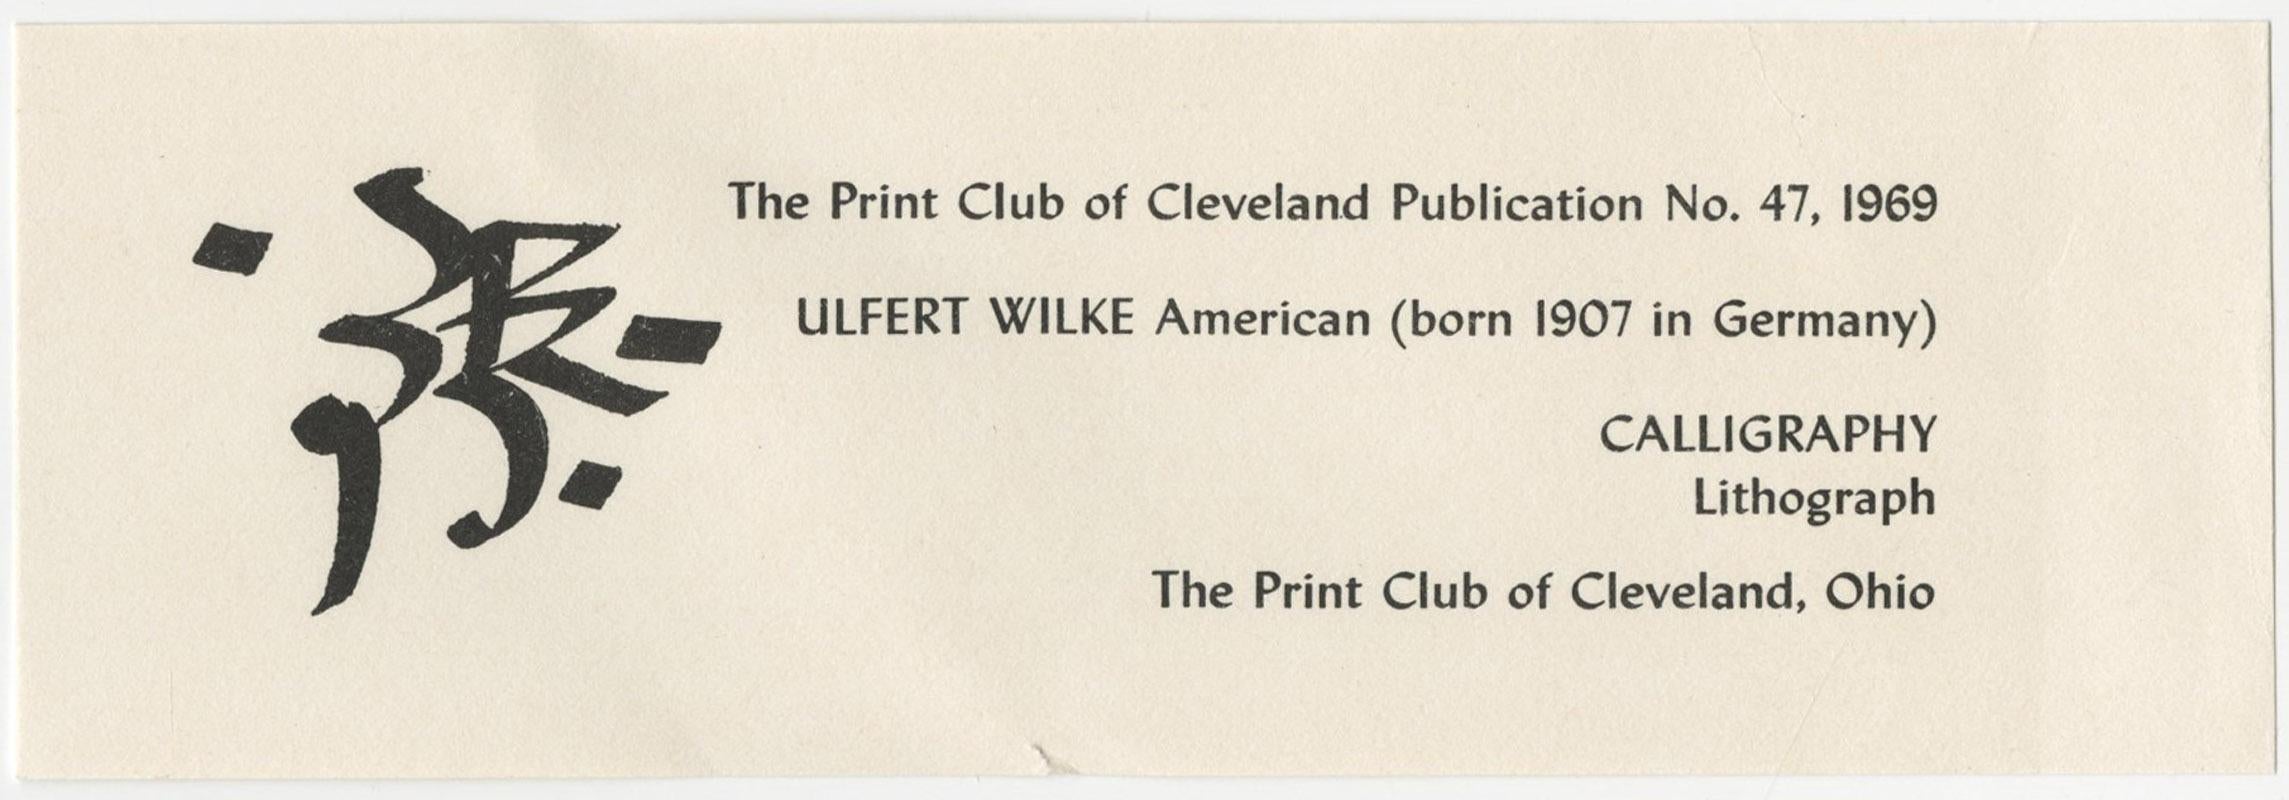 The Print Club of Cleveland Publication No. 47, 1969
ULFERT WILKE American (born 1907 in Germany)
CALLIGRAPHY
Lithograph
The Print Club of Cleveland, Ohio